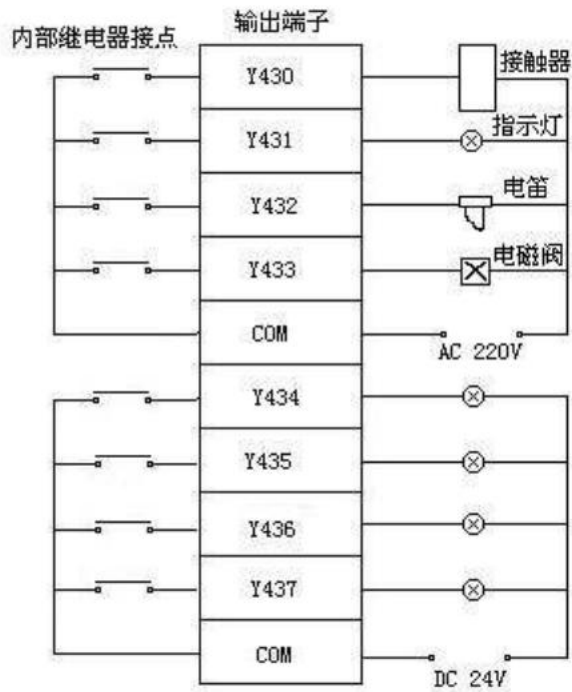 输出端子
内部继电器接点
Y430
接触器
Y431
指示灯
Y432
电笛
Y433
电磁阀
COM
AC 220V
Y434
Y435
Y436
Y437
COM
DC 24V